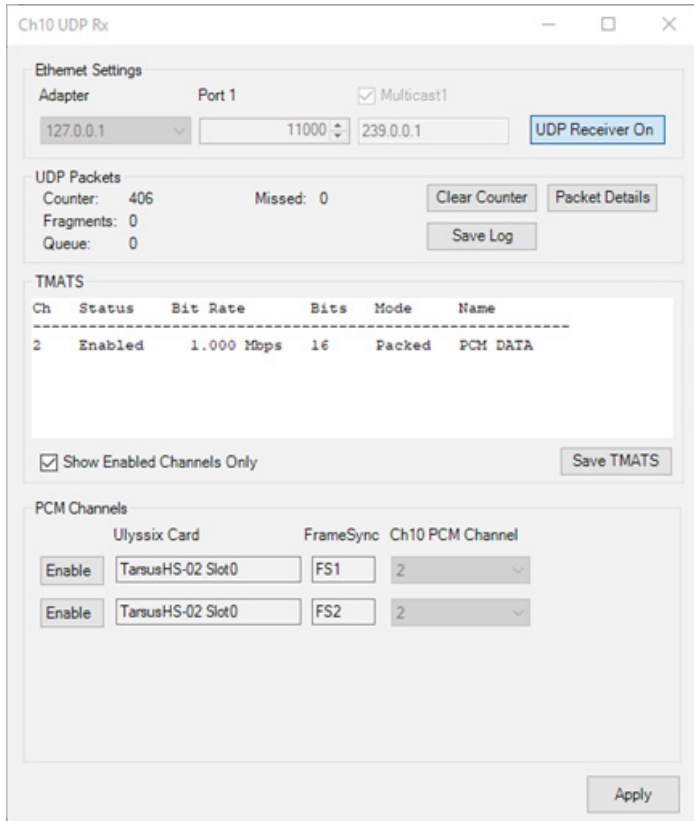 Ch10 UDP Rx
Ethernet Settings
Adapter Port 1 Multicast1
127.0.0.1 11000 239.0.0.1 UDP Receiver On
UDP Packets
Counter: 406 Missed: 0 Clear Counter Packet Details
Fragments: 0
Save Log
Queue: 0
TMATS
Ch Status Bit Rate Bits Mode Name
------------------------------------------------------------
2 Enabled 1.000 Mbps 16 Packed PCM DATA
Show Enabled Channels Only Save TMATS
PCM Channels
Ulyssix Card FrameSync Ch10 PCM Channel
Enable TarsusHS-02 Slot0 FS1 2
Enable TarsusHS-02 Slot0 FS2 2
Apply